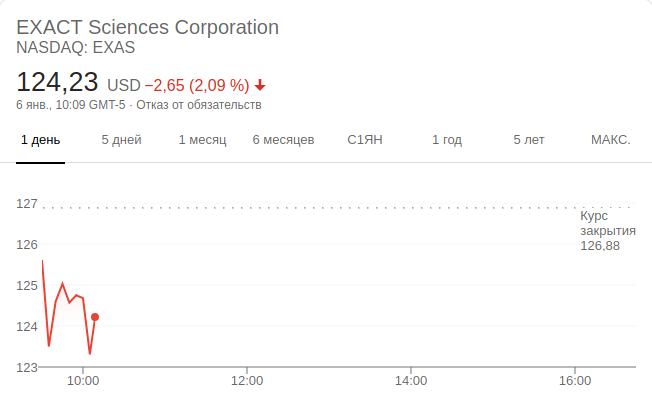 EXACT Sciences Corporation
NASDAQ: EXAS
124,23 USD −2,65 (2,09 %)
6 янв., 10:09 GMT-5 · Отказ от обязательств
1 день 5 дней 1 месяц 6 месяцев С1ЯН 1 год 5 лет МАКС.
127
Курс
закрытия
126,88
126
125
124
123
10:00 12:00 14:00 16:00